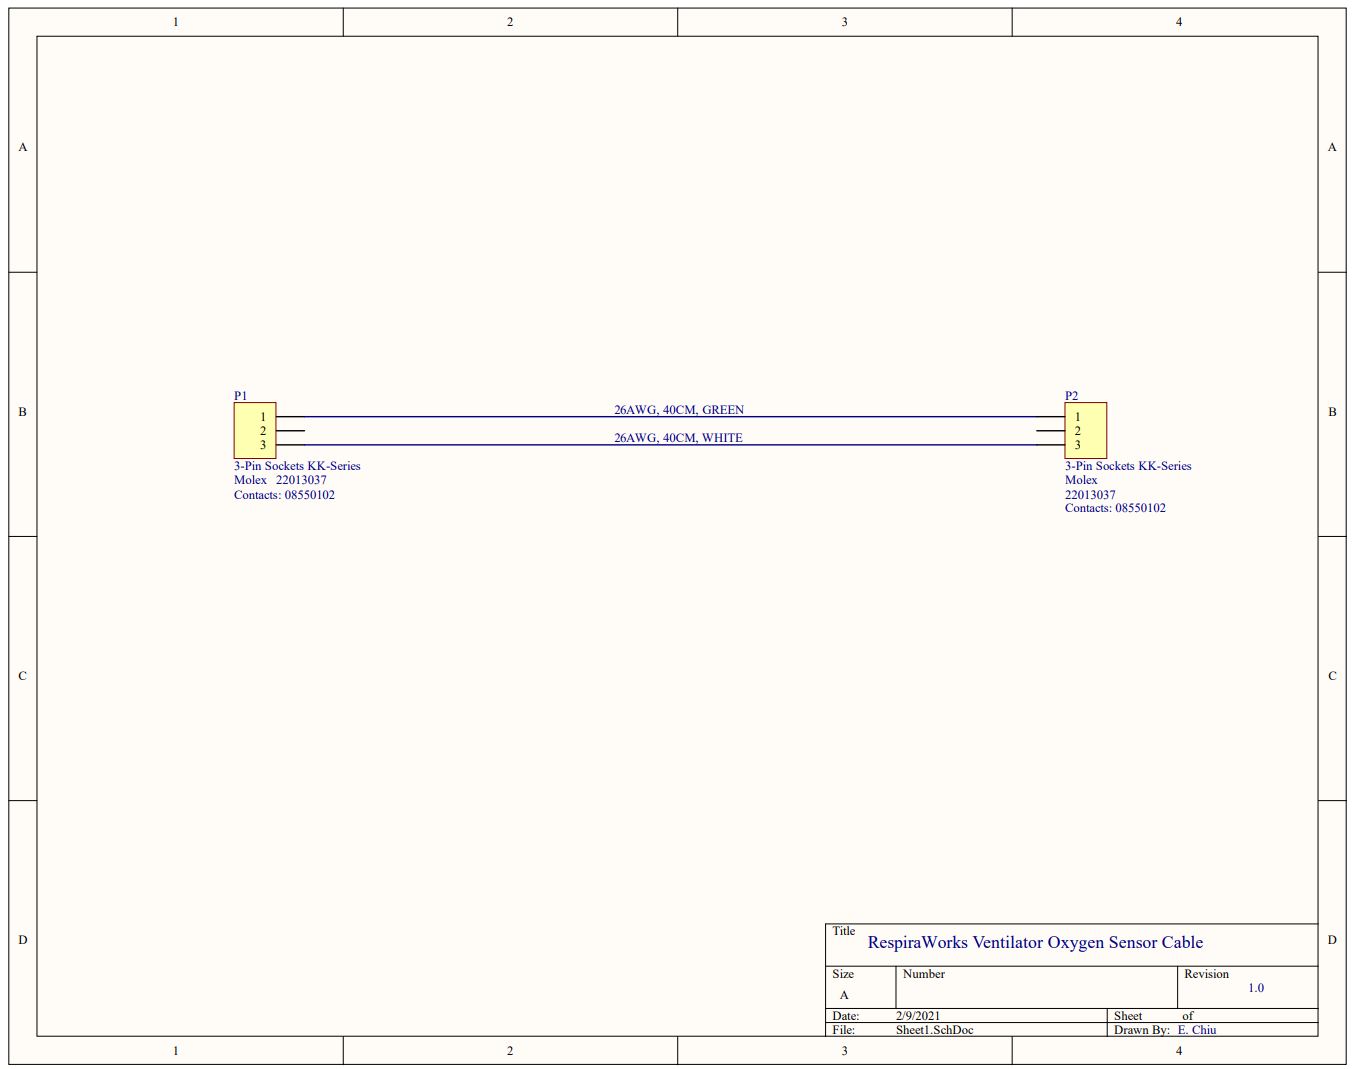 1 2 3 4
A A
P1 P2
1 26AWG, 40CM, GREEN 1
2 2
3 26AWG, 40CM, WHITE 3
B B
3-Pin Sockets KK-Series
Molex 22013037
Contacts: 08550102
3-Pin Sockets KK-Series
Molex
22013037
Contacts: 08550102
C C
D D
Title
RespiraWorks Ventilator Oxygen Sensor Cable
Size Number Revision
A 1.0
Date: 2/9/2021 Sheet of
File: Sheet1.SchDoc Drawn By: E. Chiu
1 2 3 4